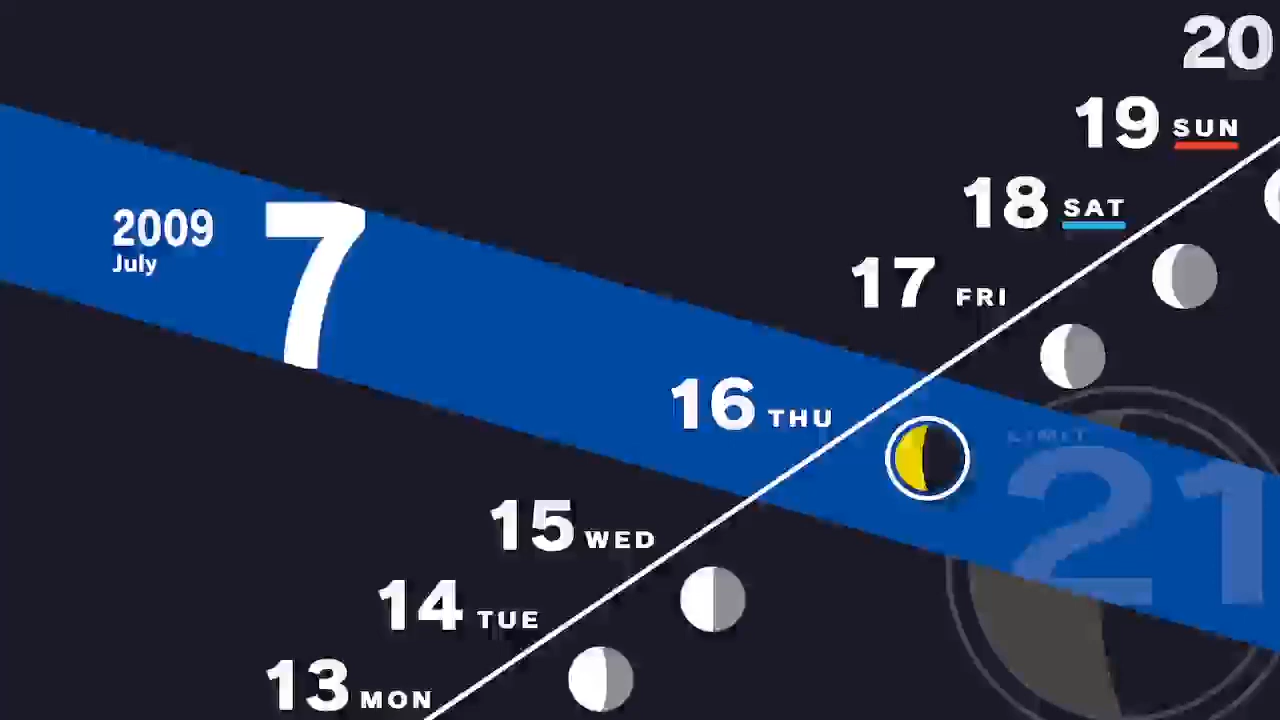 20
19 SUN
18 SAT
2009
July
7
17 FRI
16 THU
LIMIT
21
15 WED
14 TUE
13 MON